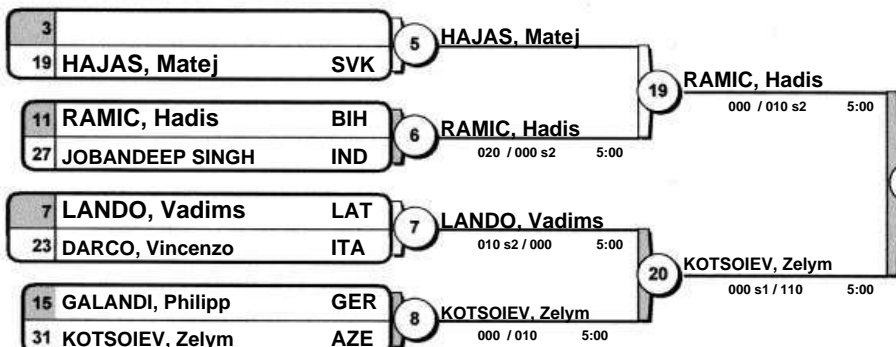 3
19 HAJAS, Matej SVK
5 HAJAS, Matej
11 RAMIC, Hadis BIH
27 JOBANDEEP SINGH IND
6 RAMIC, Hadis
020 / 000 s2 5:00
19 RAMIC, Hadis
000 / 010 s2 5:00
7 LANDO, Vadims LAT
23 DARCO, Vincenzo ITA
7 LANDO, Vadims
010 s2 / 000 5:00
15 GALANDI, Philipp GER
31 KOTSOIEV, Zelym AZE
8 KOTSOIEV, Zelym
000 / 010 5:00
20 KOTSOIEV, Zelym
000 s1 / 110 5:00